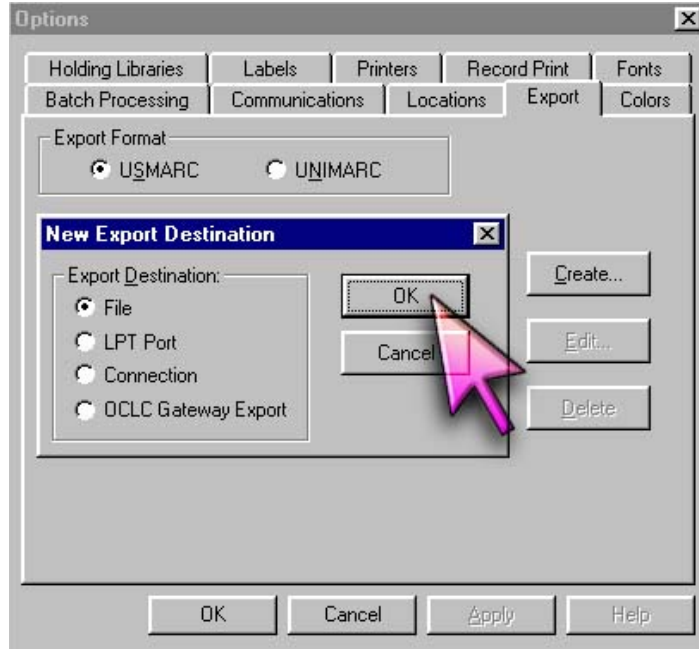 Options
Holding Libraries Labels Printers Record Print Fonts
Batch Processing Communications Locations Export Colors
Export Format
USMARC UNIMARC
New Export Destination
Export Destination:
File
LPT Port
Connection
OCLC Gateway Export
OK
Cancel
Create...
Edit...
Delete
OK Cancel Apply Help